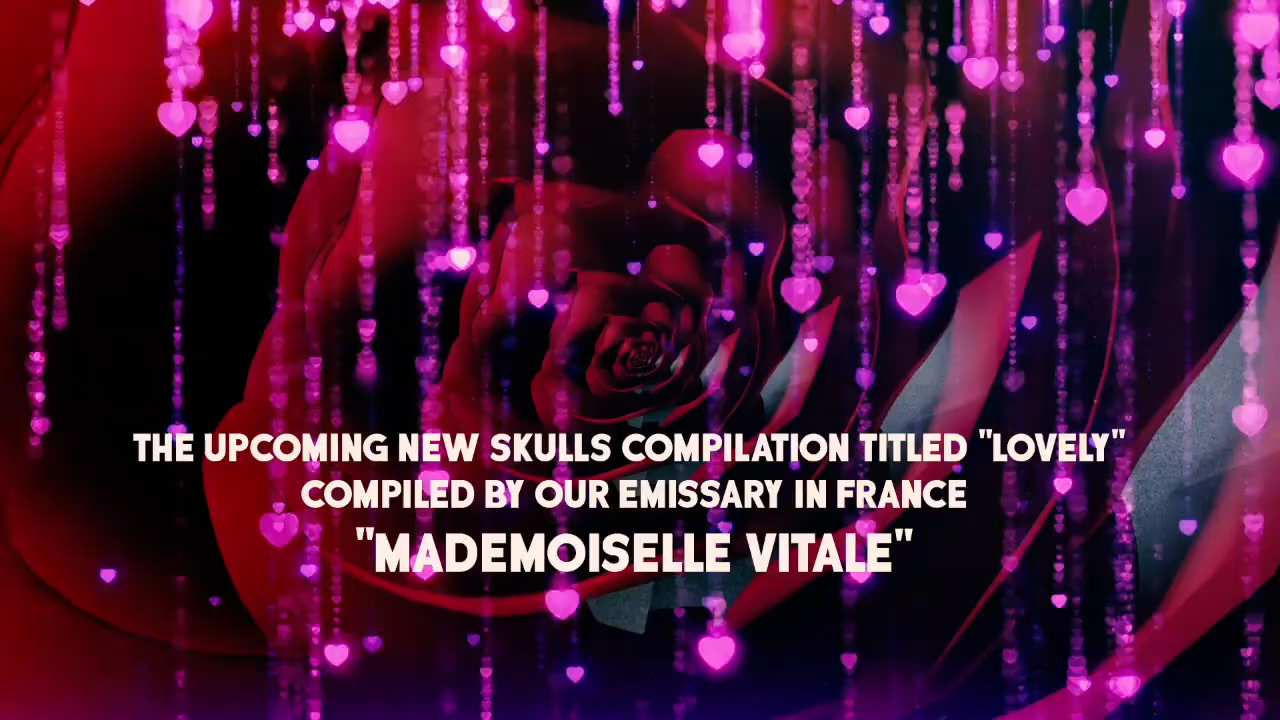 THE UPCOMING NEW SKULLS COMPILATION TITLED "LOVELY"
COMPILED BY OUR EMISSARY IN FRANCE
"MADEMOISELLE VITALE"